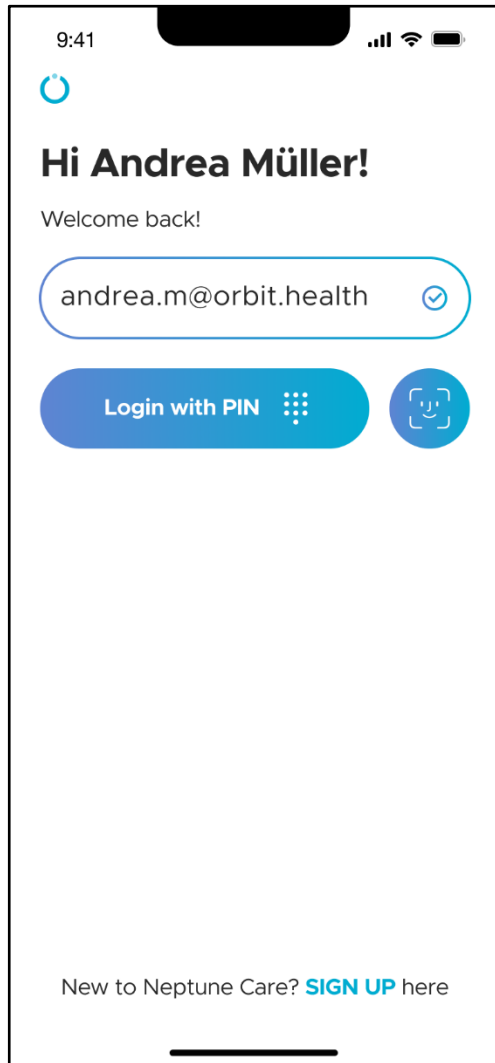 9:41
Hi Andrea Müller!
Welcome back!
andrea.m@orbit.health
Login with PIN
New to Neptune Care? SIGN UP here